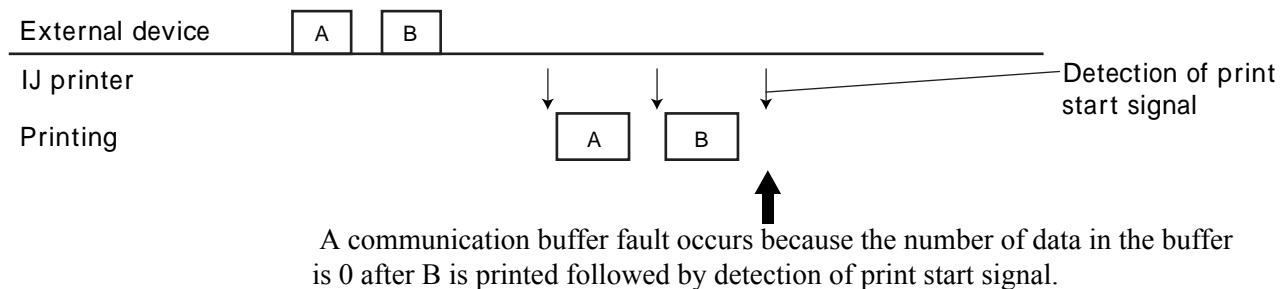 External device
A
B
IJ printer
Detection of print
start signal
Printing
A
B
A communication buffer fault occurs because the number of data in the buffer
is 0 after B is printed followed by detection of print start signal.